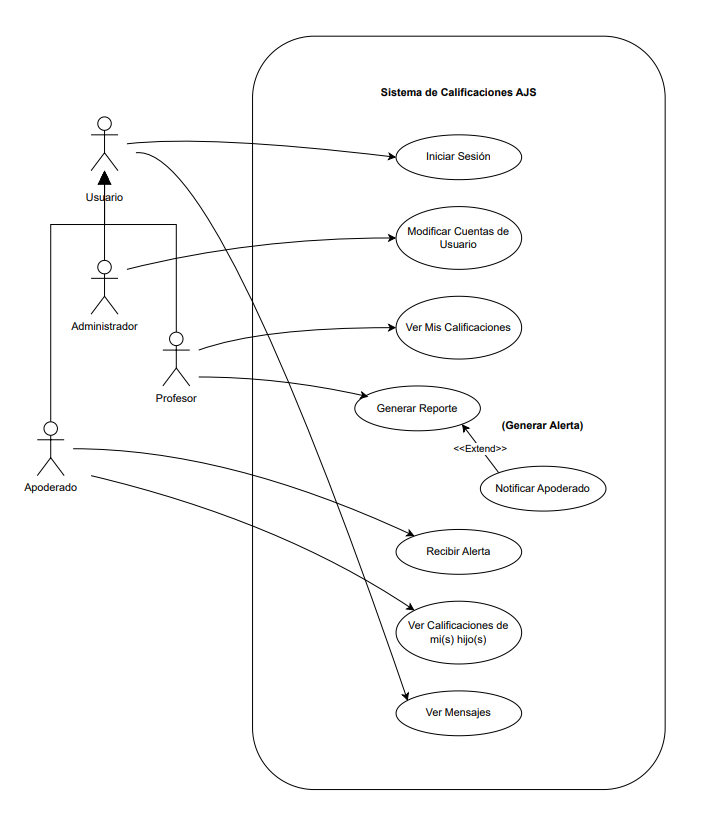 Sistema de Calificaciones AJS
Iniciar Sesión
Usuario
Modificar Cuentas de
Usuario
Administrador
Ver Mis Calificaciones
Profesor
Generar Reporte
(Generar Alerta)
<<Extend>>
Apoderado
Notificar Apoderado
Recibir Alerta
Ver Calificaciones de
mi(s) hijo(s)
Ver Mensajes